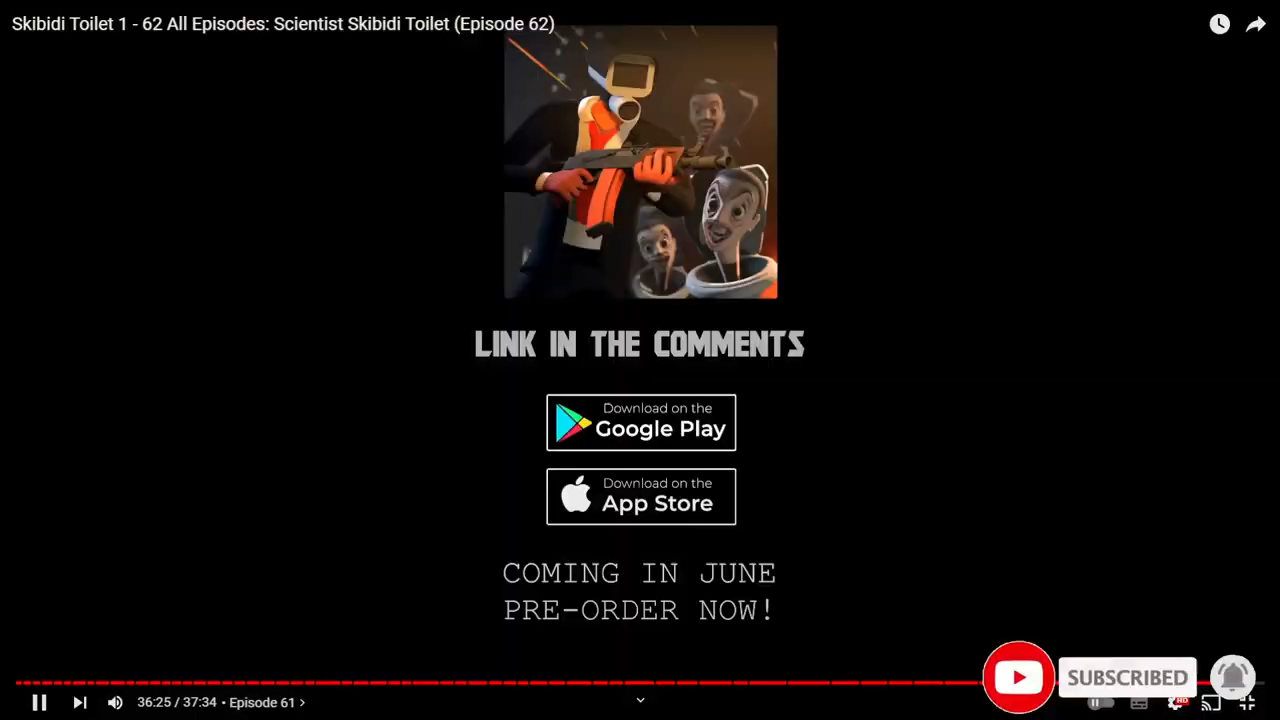 Skibidi Toilet 1 - 62 All Episodes: Scientist Skibidi Toilet (Episode 62)
LINK IN THE COMMENTS
Download on the
Google Play
Download on the
App Store
COMING IN JUNE
PRE-ORDER NOW!
SUBSCRIBED
36:25 / 37:34 • Episode 61 >
HD